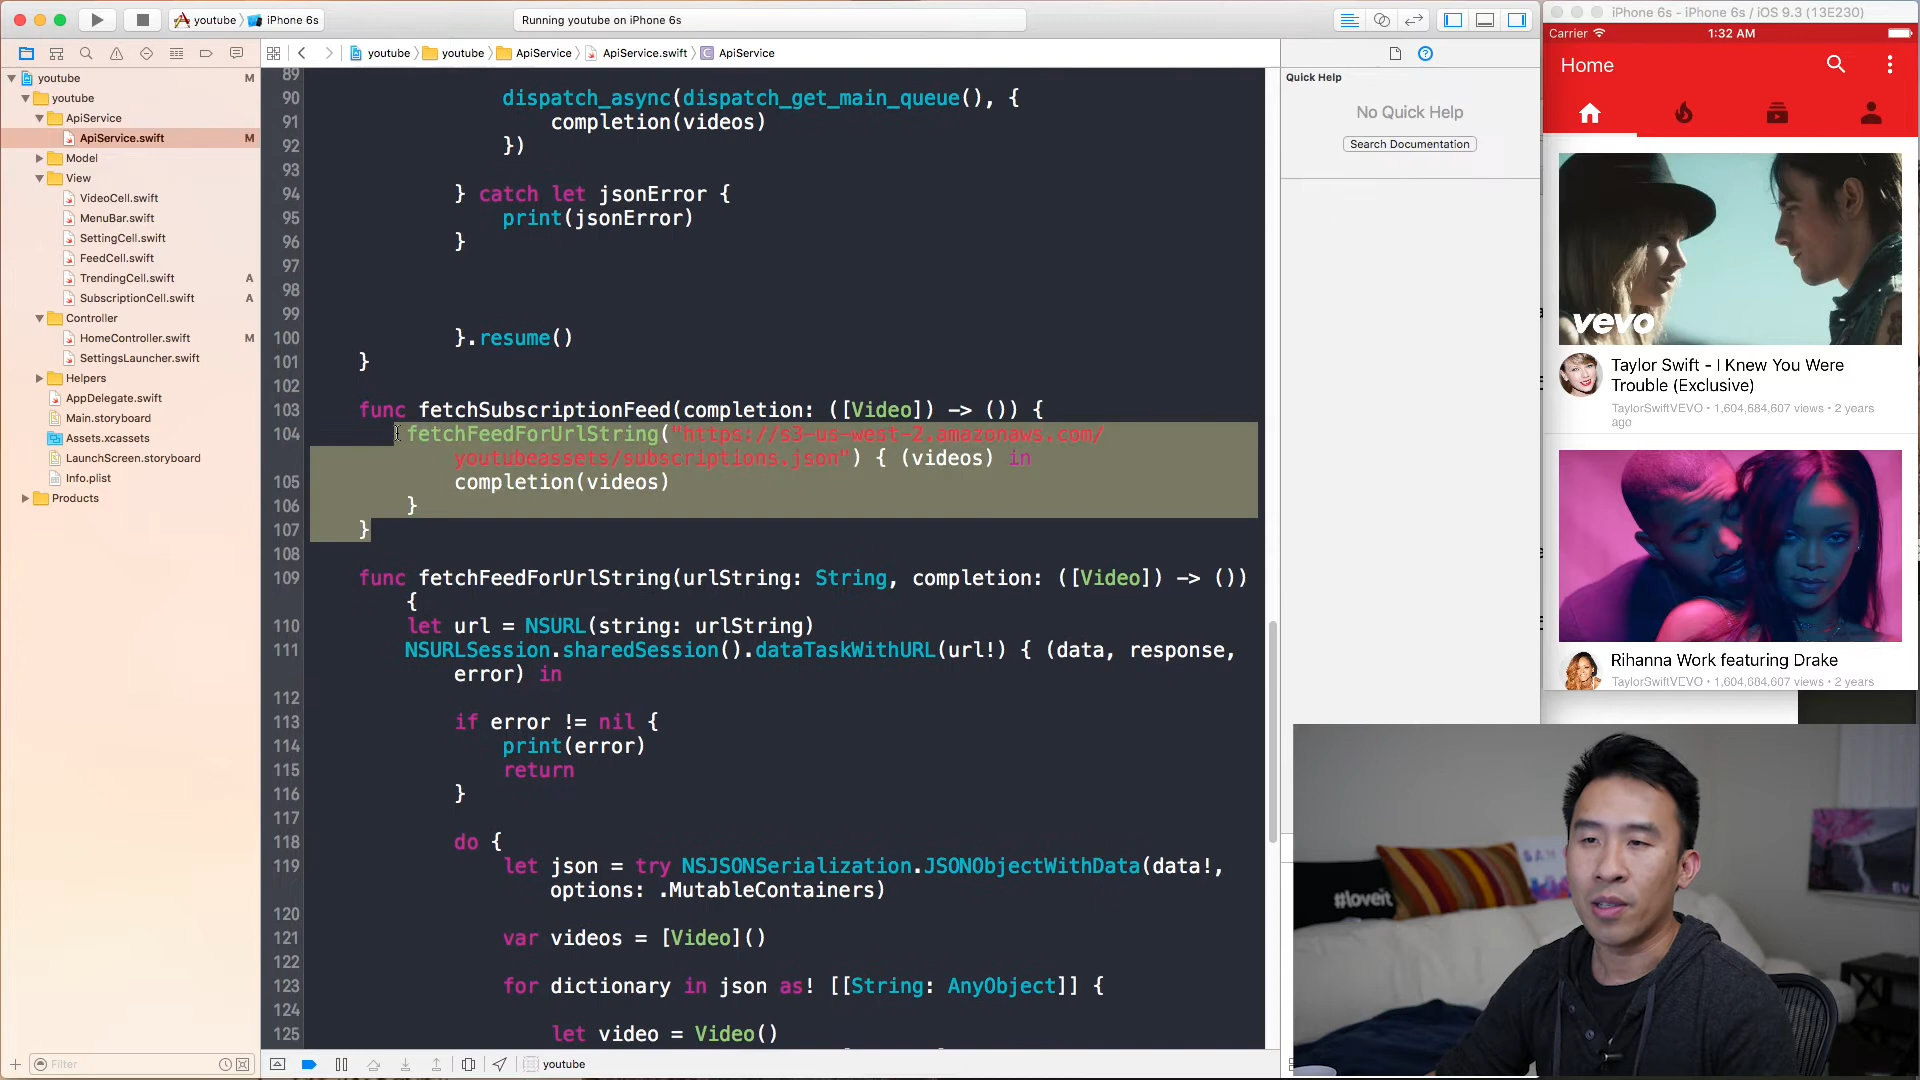 youtube
iPhone 6s
Running youtube on iPhone 6s
iPhone 6s - iPhone 6s / iOS 9.3 (13E230)
youtube
youtube
ApiService
ApiService.swift
ApiService
youtube M
youtube
ApiService
ApiService.swift M
Model
View
VideoCell.swift
MenuBar.swift
SettingCell.swift
FeedCell.swift
TrendingCell.swift A
SubscriptionCell.swift A
Controller
HomeController.swift M
SettingsLauncher.swift
Helpers
AppDelegate.swift
Main.storyboard
Assets.xcassets
LaunchScreen.storyboard
Info.plist
Products
Filter
89
90 dispatch_async(dispatch_get_main_queue(), {
91 completion(videos)
92 })
93
94 } catch let jsonError {
95 print(jsonError)
96 }
97
98
99
100 }.resume()
101 }
102
103 func fetchSubscriptionFeed(completion: ([Video]) -> ()) {
104 fetchFeedForUrlString("https://s3-us-west-2.amazonaws.com/
youtubeassets/subscriptions.json") { (videos) in
105 completion(videos)
106 }
107 }
108
109 func fetchFeedForUrlString(urlString: String, completion: ([Video]) -> ())
{
110 let url = NSURL(string: urlString)
111 NSURLSession.sharedSession().dataTaskWithURL(url!) { (data, response,
error) in
112
113 if error != nil {
114 print(error)
115 return
116 }
117
118 do {
119 let json = try NSJSONSerialization.JSONObjectWithData(data!,
options: .MutableContainers)
120
121 var videos = [Video]()
122
123 for dictionary in json as! [[String: AnyObject]] {
124
125 let video = Video()
youtube
Quick Help
No Quick Help
Search Documentation
Carrier 1:32 AM
Home
vevo
Taylor Swift - I Knew You Were
Trouble (Exclusive)
TaylorSwiftVEVO • 1,604,684,607 views • 2 years
ago
Rihanna Work featuring Drake
TaylorSwiftVEVO • 1,604,684,607 views • 2 years
#loveit